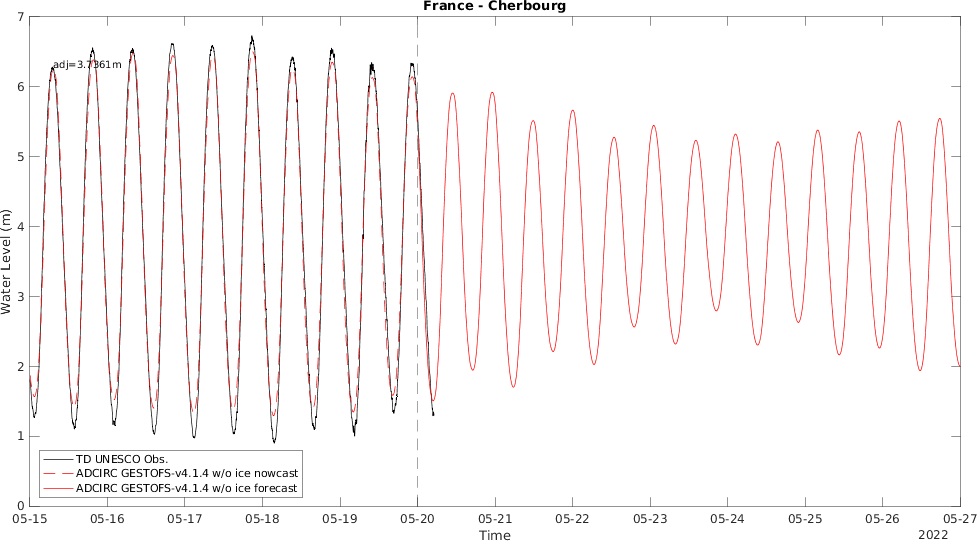 France - Cherbourg
7
6
5
4
3
2
1
0
Water Level (m)
adj=3.7361m
TD UNESCO Obs.
ADCIRC GESTOFS-v4.1.4 w/o ice nowcast
ADCIRC GESTOFS-v4.1.4 w/o ice forecast
05-15 05-16 05-17 05-18 05-19 05-20 05-21 05-22 05-23 05-24 05-25 05-26 05-27
Time
2022